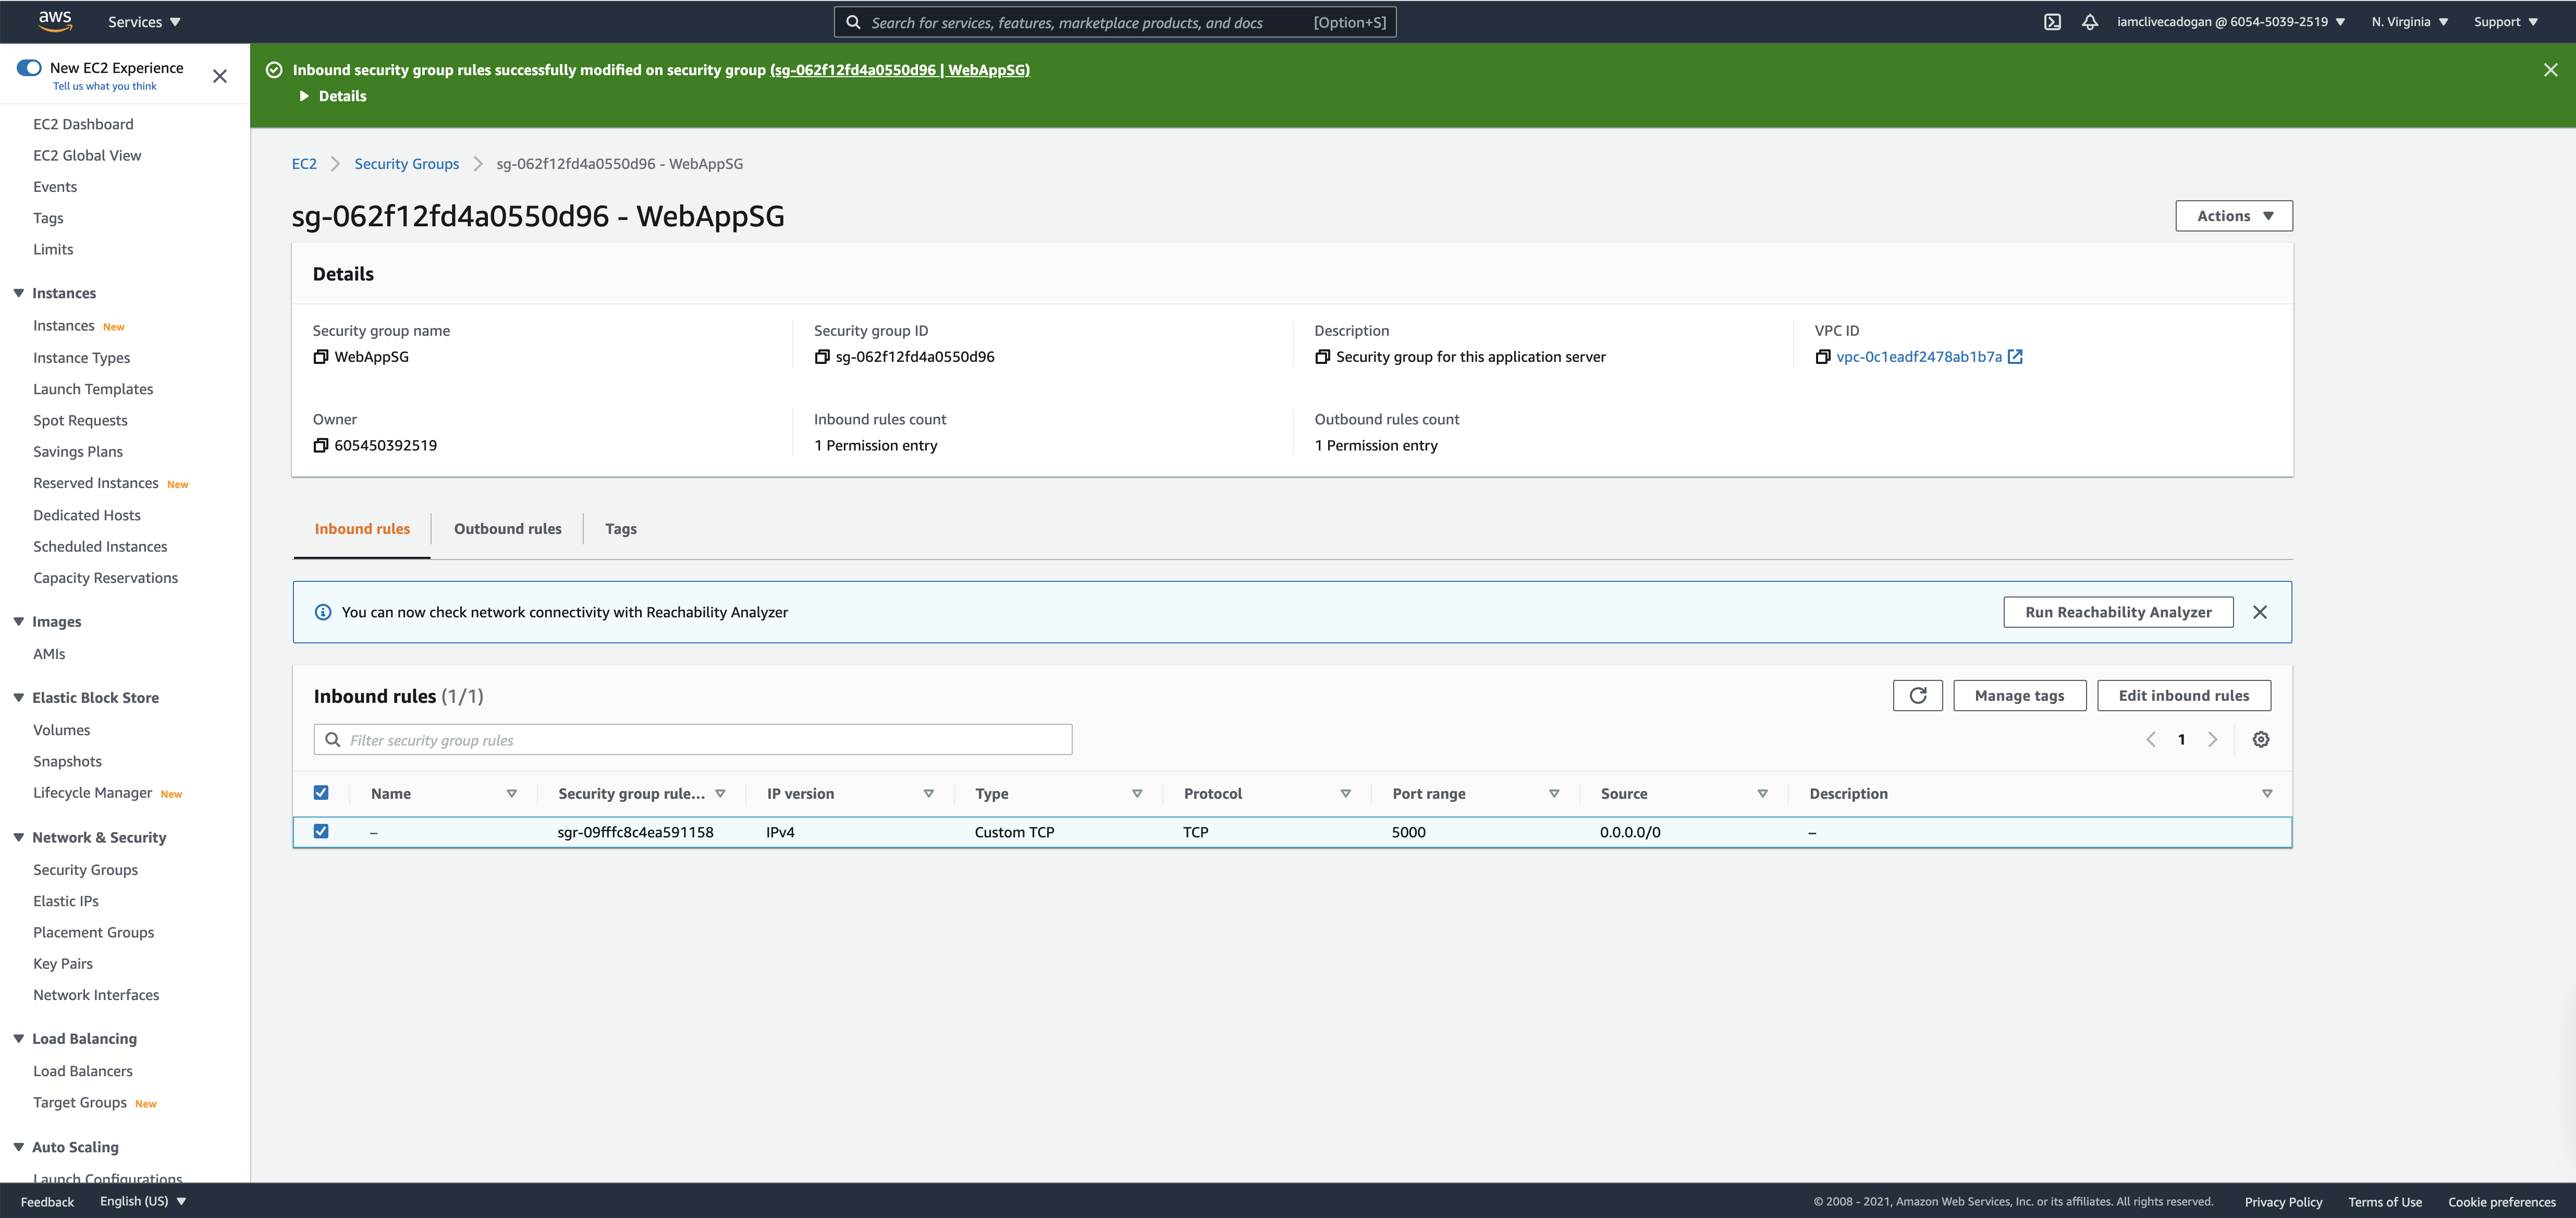 aws Services Search for services, features, marketplace products, and docs [Option+S] iamclivecadogan @ 6054-5039-2519 N. Virginia Support
New EC2 Experience
Tell us what you think
EC2 Dashboard
EC2 Global View
Events
Tags
Limits
Instances
Instances New
Instance Types
Launch Templates
Spot Requests
Savings Plans
Reserved Instances New
Dedicated Hosts
Scheduled Instances
Capacity Reservations
Images
AMIs
Elastic Block Store
Volumes
Snapshots
Lifecycle Manager New
Network & Security
Security Groups
Elastic IPs
Placement Groups
Key Pairs
Network Interfaces
Load Balancing
Load Balancers
Target Groups New
Auto Scaling
Launch Configurations
Inbound security group rules successfully modified on security group (sg-062f12fd4a0550d96 | WebAppSG)
Details
EC2 Security Groups sg-062f12fd4a0550d96 - WebAppSG
sg-062f12fd4a0550d96 - WebAppSG Actions
Details
Security group name Security group ID Description VPC ID
WebAppSG sg-062f12fd4a0550d96 Security group for this application server vpc-0c1eadf2478ab1b7a
Owner Inbound rules count Outbound rules count
605450392519 1 Permission entry 1 Permission entry
Inbound rules Outbound rules Tags
You can now check network connectivity with Reachability Analyzer Run Reachability Analyzer
Inbound rules (1/1) Manage tags Edit inbound rules
Filter security group rules 1
Name Security group rule... IP version Type Protocol Port range Source Description
– sgr-09fffc8c4ea591158 IPv4 Custom TCP TCP 5000 0.0.0.0/0 –
Feedback English (US) © 2008 - 2021, Amazon Web Services, Inc. or its affiliates. All rights reserved. Privacy Policy Terms of Use Cookie preferences